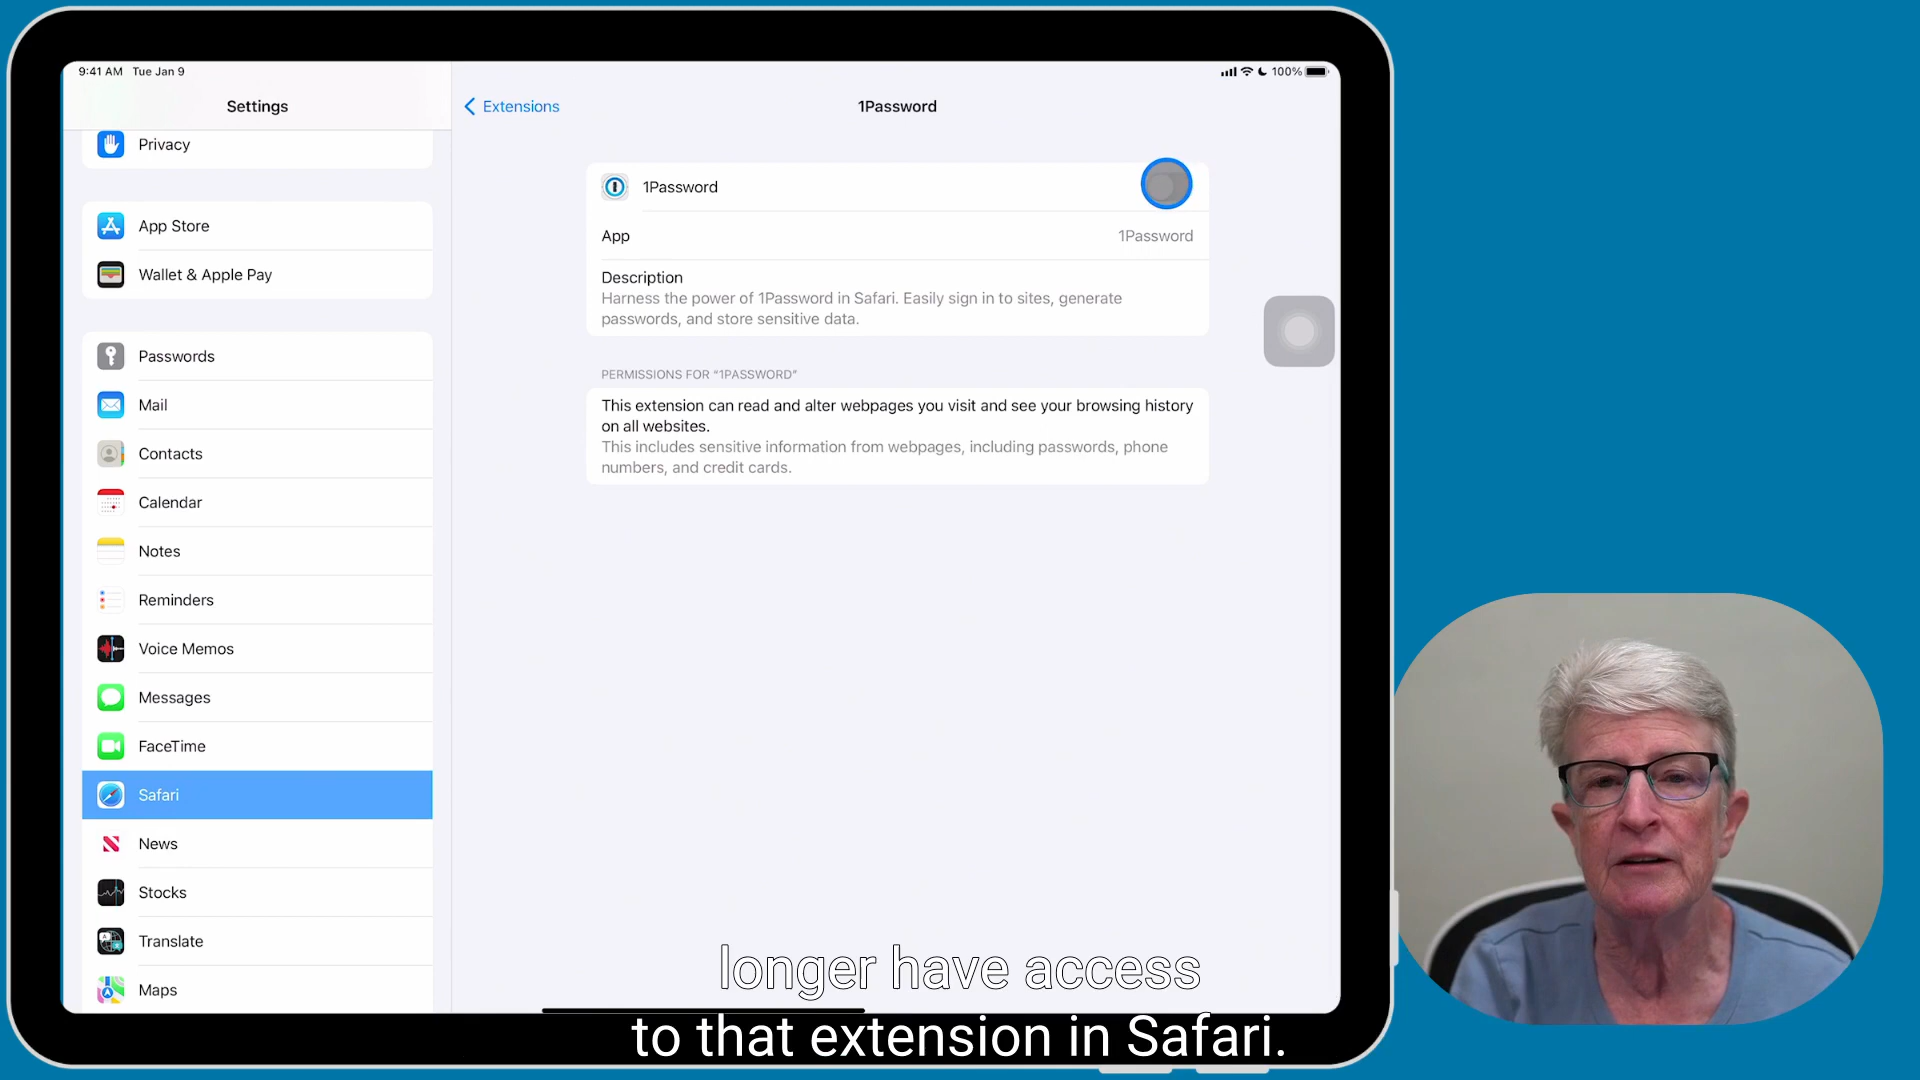 9:41 AM Tue Jan 9
100%
Settings
Extensions
1Password
Privacy
App Store
Wallet & Apple Pay
Passwords
Mail
Contacts
Calendar
Notes
Reminders
Voice Memos
Messages
FaceTime
Safari
News
Stocks
Translate
Maps
1Password
App
1Password
Description
Harness the power of 1Password in Safari. Easily sign in to sites, generate
passwords, and store sensitive data.
PERMISSIONS FOR “1PASSWORD”
This extension can read and alter webpages you visit and see your browsing history
on all websites.
This includes sensitive information from webpages, including passwords, phone
numbers, and credit cards.
longer have access
to that extension in Safari.